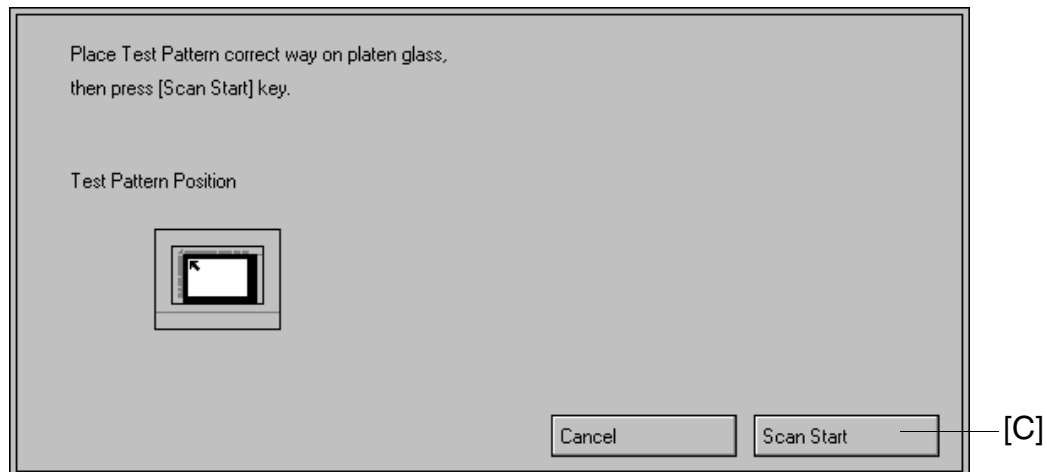 Place Test Pattern correct way on platen glass,
then press [Scan Start] key.
Test Pattern Position
Cancel
Scan Start
[C]